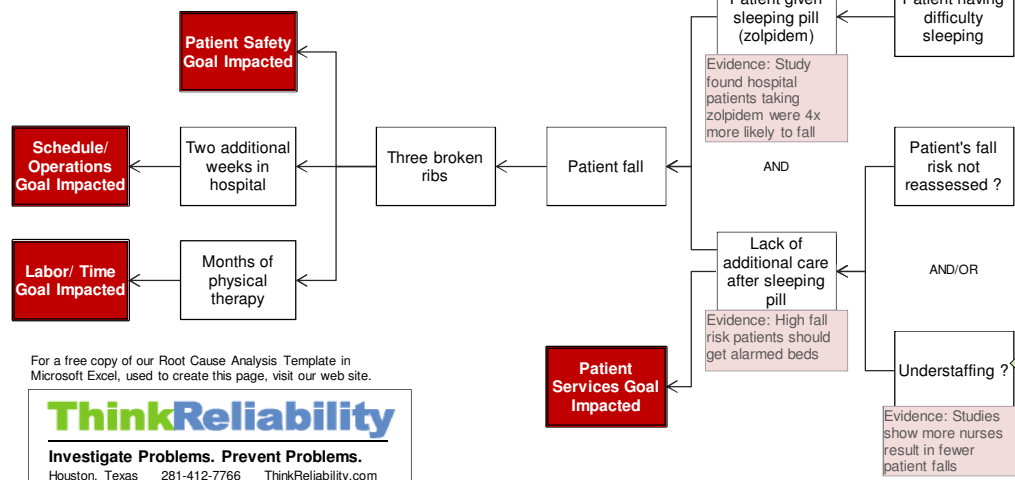 Patient given
sleeping pill
(zolpidem)
Patient having
difficulty
sleeping
Patient Safety
Goal Impacted
Evidence: Study
found hospital
patients taking
zolpidem were 4x
more likely to fall
Schedule/
Operations
Goal Impacted
Two additional
weeks in
hospital
Three broken
ribs
Patient fall
AND
Patient's fall
risk not
reassessed ?
Labor/ Time
Goal Impacted
Months of
physical
therapy
Lack of
additional care
after sleeping
pill
AND/OR
Evidence: High fall
risk patients should
get alarmed beds
Patient
Services Goal
Impacted
Understaffing ?
Evidence: Studies
show more nurses
result in fewer
patient falls
For a free copy of our Root Cause Analysis Template in
Microsoft Excel, used to create this page, visit our web site.
ThinkReliability
Investigate Problems. Prevent Problems.
Houston, Texas 281-412-7766 ThinkReliability.com